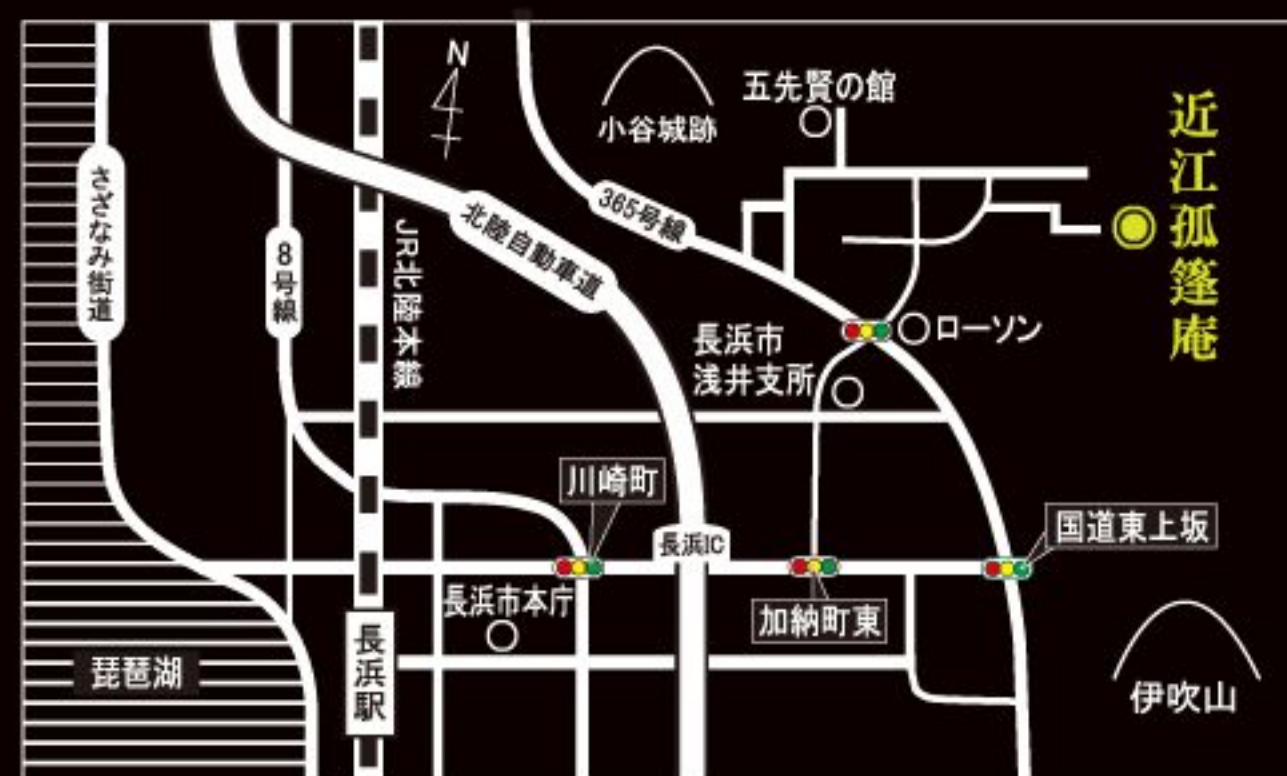 N
五先賢の館
小谷城跡
近江孤篷庵
さざなみ街道
8号線
JR北陸本線
北陸自動車道
365号線
ローソン
長浜市
浅井支所
川崎町
長浜IC
国道東上坂
長浜市本庁
加納町東
琵琶湖
長浜駅
伊吹山